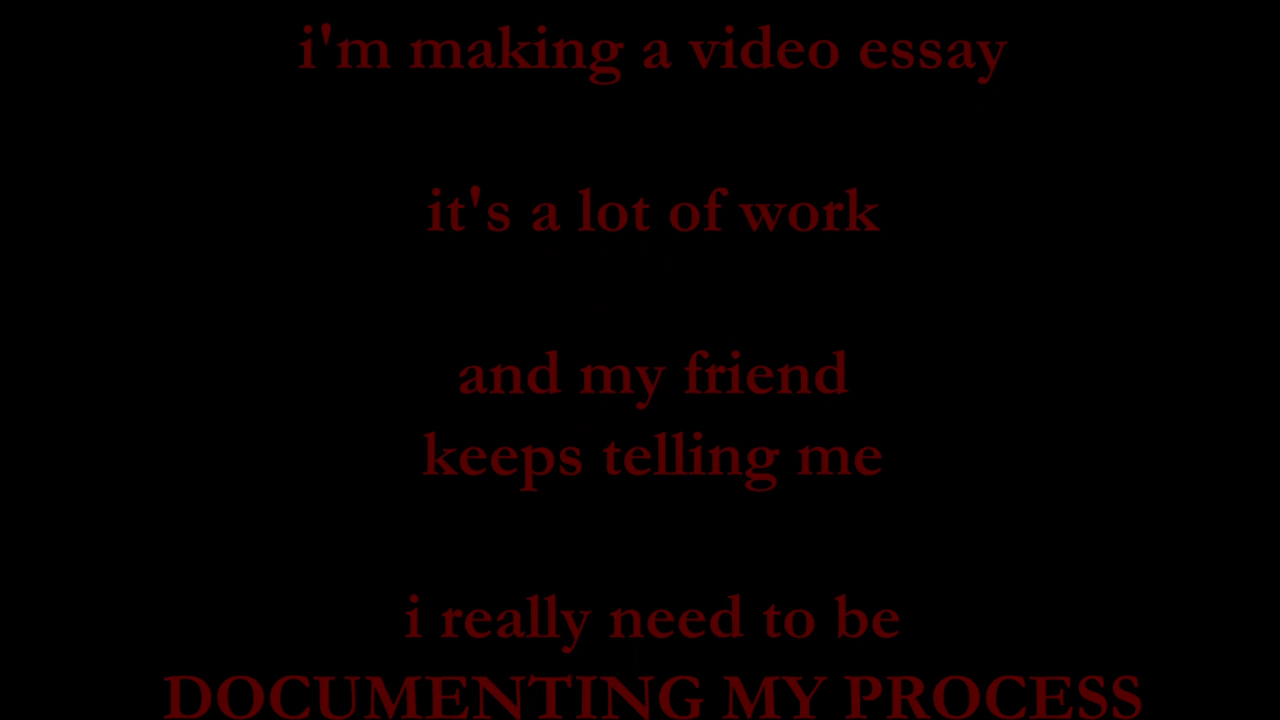 i'm making a video essay
it's a lot of work
and my friend
keeps telling me
i really need to be
DOCUMENTING MY PROCESS